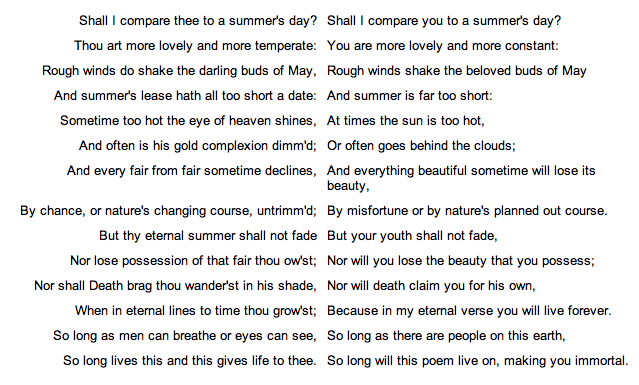 Shall I compare thee to a summer's day? Shall I compare you to a summer's day?
Thou art more lovely and more temperate: You are more lovely and more constant:
Rough winds do shake the darling buds of May, Rough winds shake the beloved buds of May
And summer's lease hath all too short a date: And summer is far too short:
Sometime too hot the eye of heaven shines, At times the sun is too hot,
And often is his gold complexion dimm'd; Or often goes behind the clouds;
And every fair from fair sometime declines, And everything beautiful sometime will lose its
beauty,
By chance, or nature's changing course, untrimm'd; By misfortune or by nature's planned out course.
But thy eternal summer shall not fade But your youth shall not fade,
Nor lose possession of that fair thou ow'st; Nor will you lose the beauty that you possess;
Nor shall Death brag thou wander'st in his shade, Nor will death claim you for his own,
When in eternal lines to time thou grow'st; Because in my eternal verse you will live forever.
So long as men can breathe or eyes can see, So long as there are people on this earth,
So long lives this and this gives life to thee. So long will this poem live on, making you immortal.